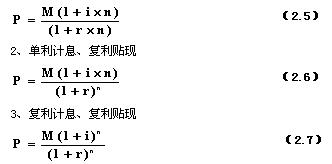 P = M(1+i×n)/(1+r×n) （2.5）
2、单利计息、复利贴现
P = M(1+i×n)/(1+r)ⁿ （2.6）
3、复利计息、复利贴现
P = M(1+i)ⁿ/(1+r)ⁿ （2.7）